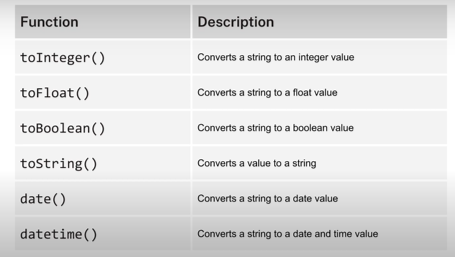 Function Description
toInteger() Converts a string to an integer value
toFloat() Converts a string to a float value
toBoolean() Converts a string to a boolean value
toString() Converts a value to a string
date() Converts a string to a date value
datetime() Converts a string to a date and time value